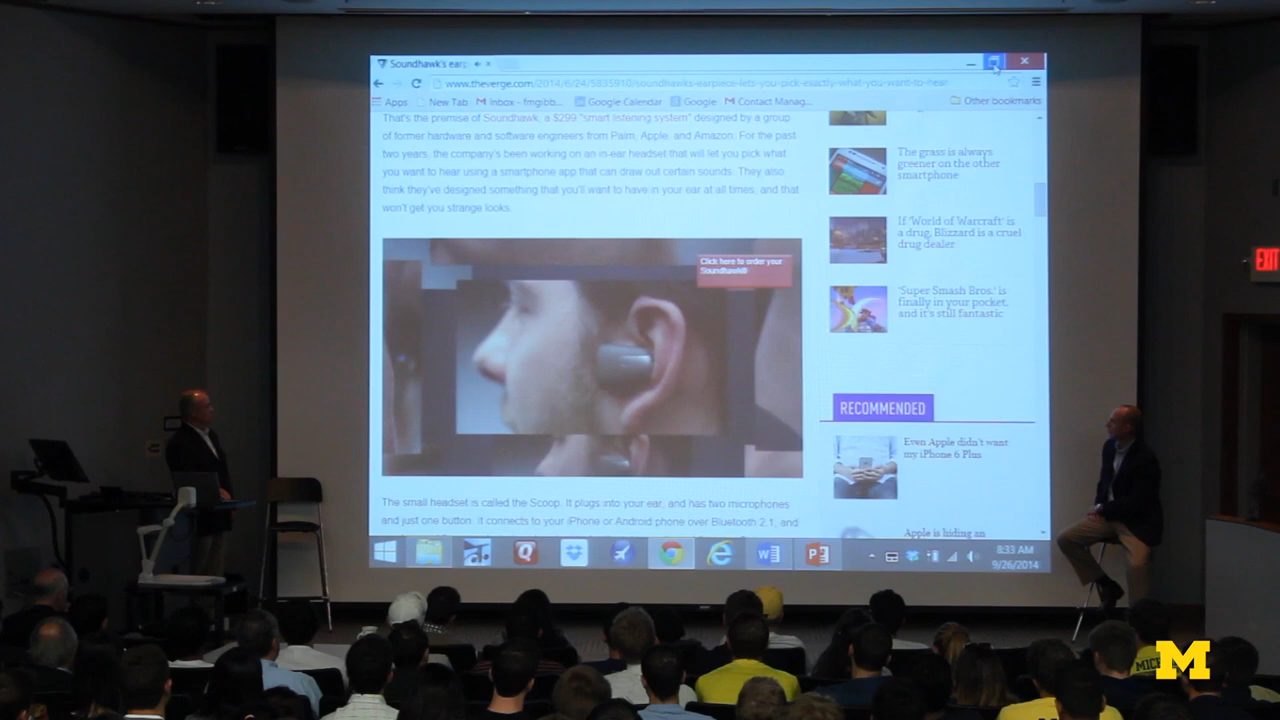 Soundhawk's earp
www.theverge.com/2014/6/24/5835910/soundhawks-earpiece-lets-you-pick-exactly-what-you-want-to-hear
Apps New Tab Inbox - fmgibb... Google Calendar Google Contact Manag... Other bookmarks
That's the premise of Soundhawk, a $299 "smart listening system" designed by a group
of former hardware and software engineers from Palm, Apple, and Amazon. For the past
two years, the company's been working on an in-ear headset that will let you pick what
you want to hear using a smartphone app that can draw out certain sounds. They also
think they've designed something that you'll want to have in your ear at all times, and that
won't get you strange looks.
Click here to order your
Soundhawk®
The small headset is called the Scoop. It plugs into your ear, and has two microphones
and just one button. It connects to your iPhone or Android phone over Bluetooth 2.1, and
The grass is always
greener on the other
smartphone
If 'World of Warcraft' is
a drug, Blizzard is a cruel
drug dealer
'Super Smash Bros.' is
finally in your pocket,
and it's still fantastic
RECOMMENDED
Even Apple didn't want
my iPhone 6 Plus
Apple is hiding an
8:33 AM
9/26/2014
EXIT
M